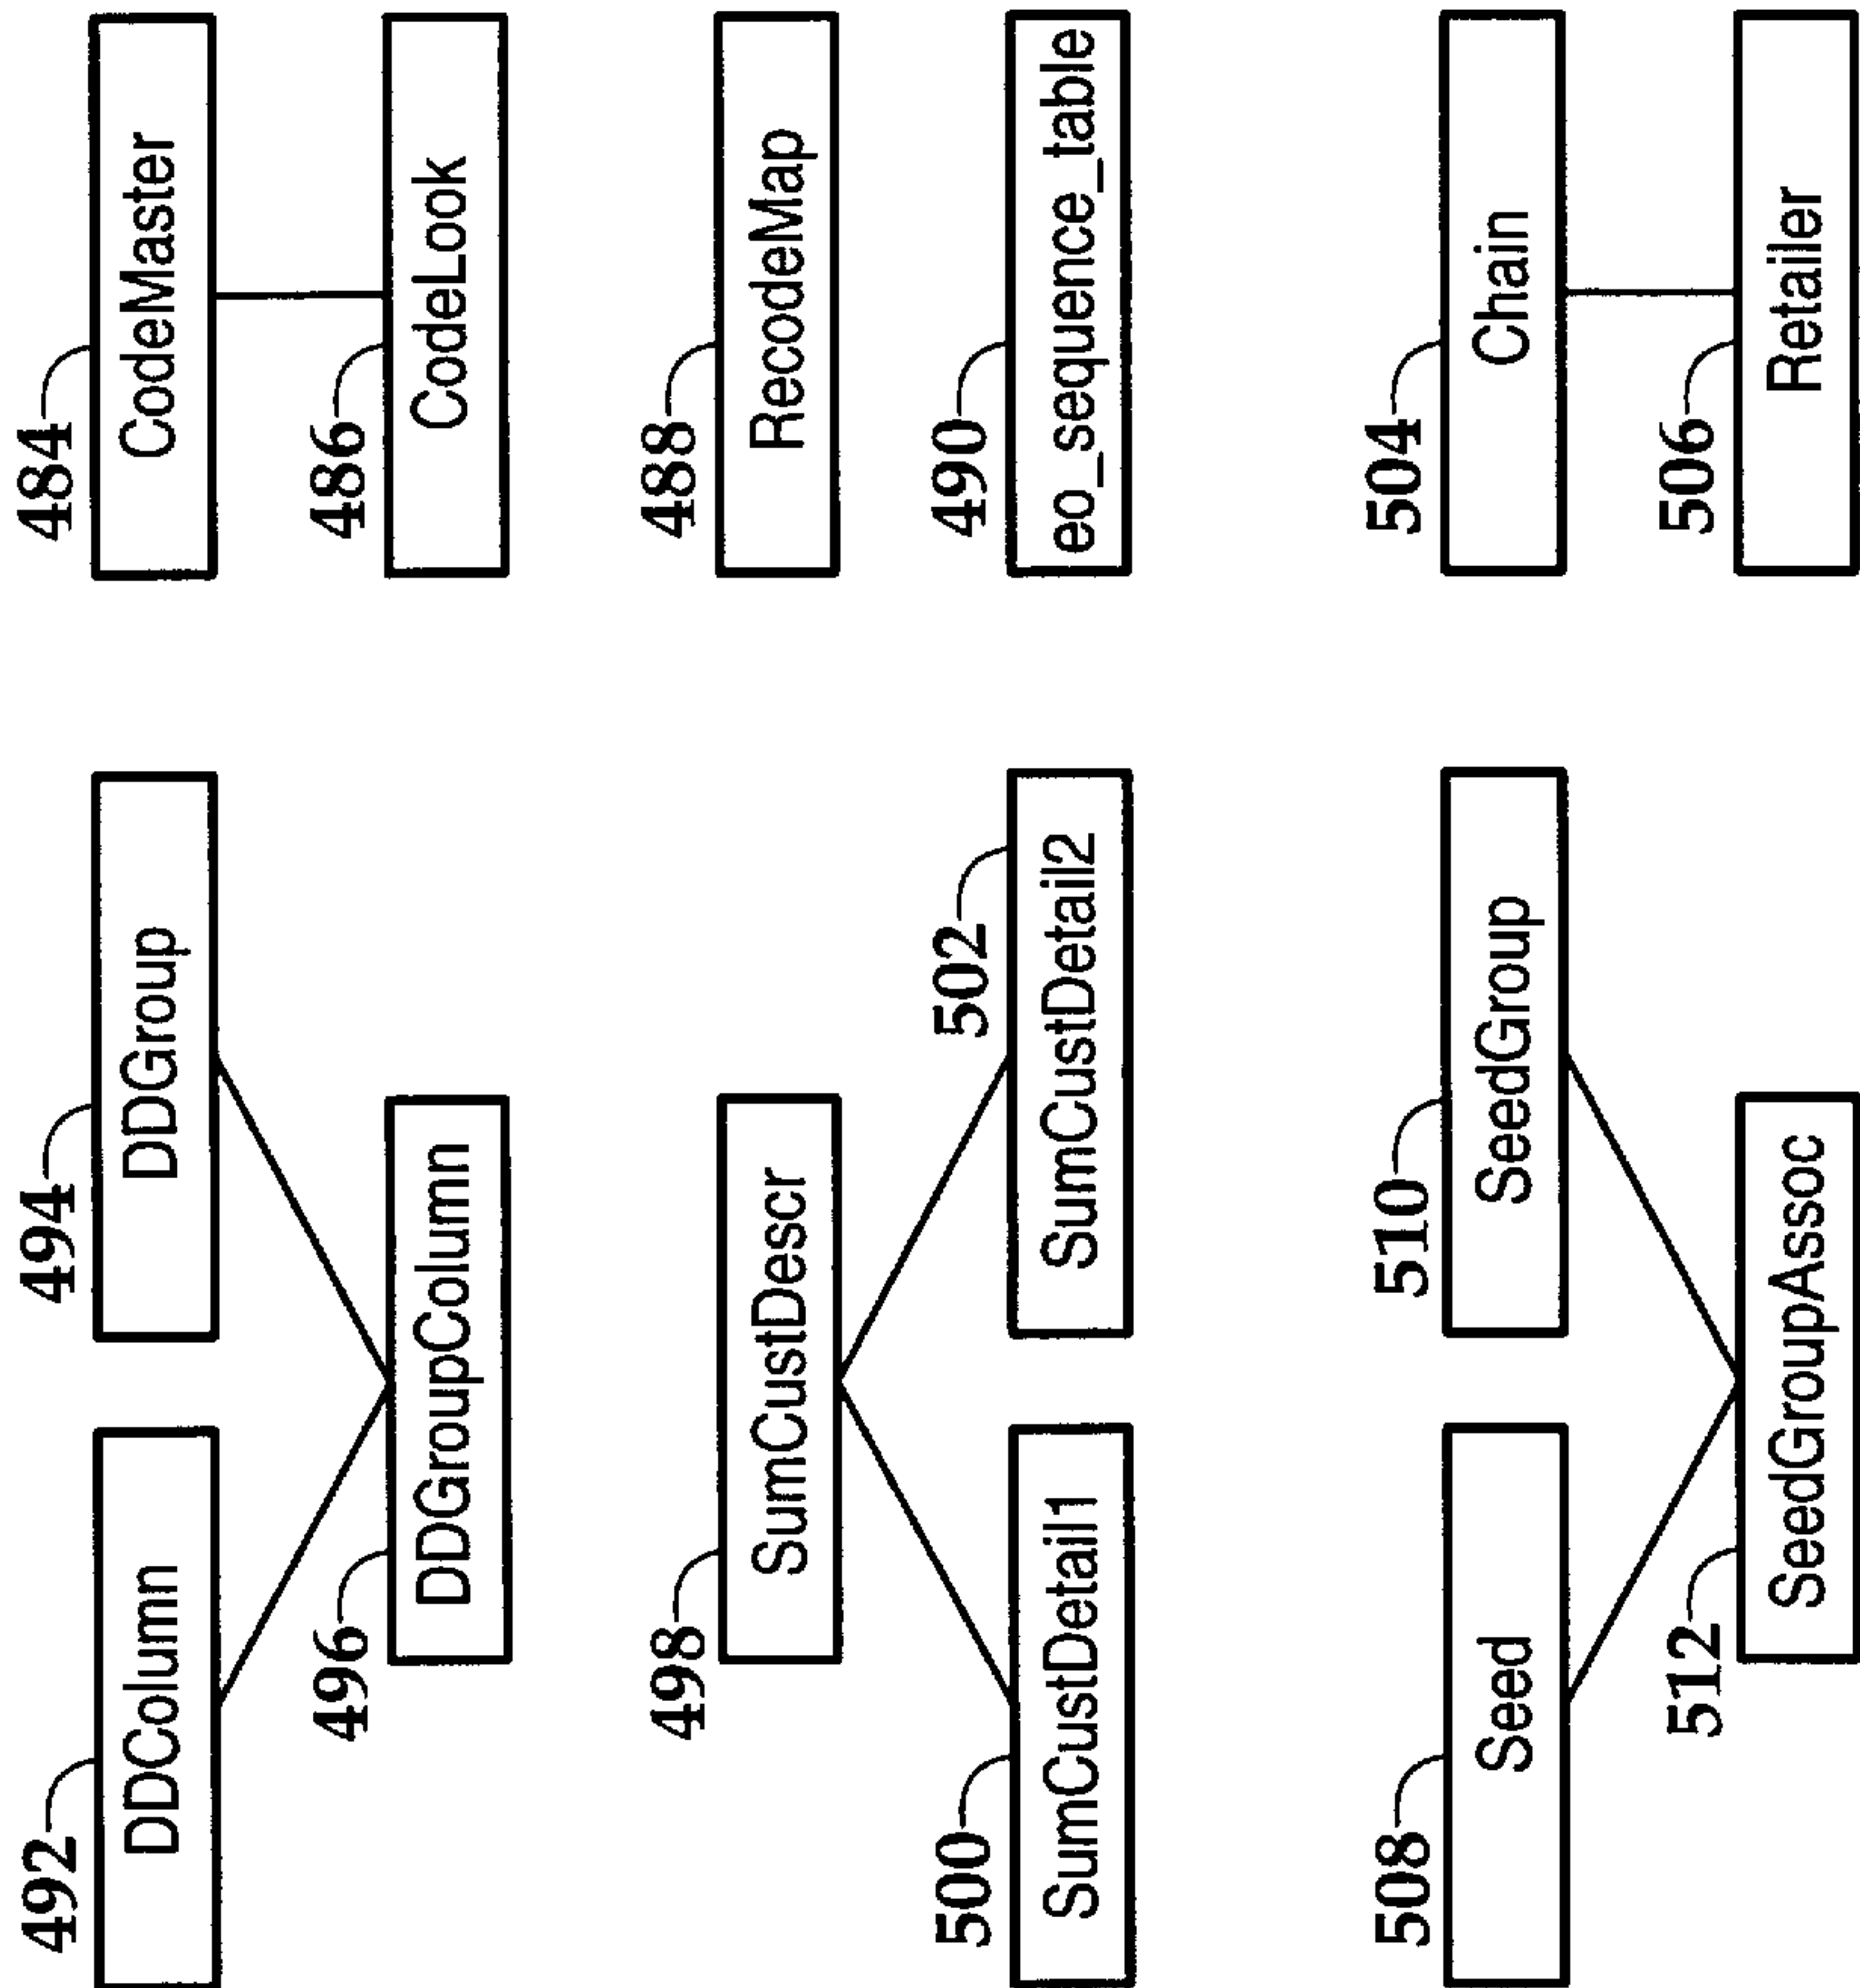 492
DDColumn
494
DDGroup
484
CodeMaster
496
DDGroupColumn
486
CodeLook
498
SumCustDescr
488
RecodeMap
500
SumCustDetail1
502
SumCustDetail2
490
eo_sequence_table
508
Seed
510
SeedGroup
504
Chain
512
SeedGroupAssoc
506
Retailer